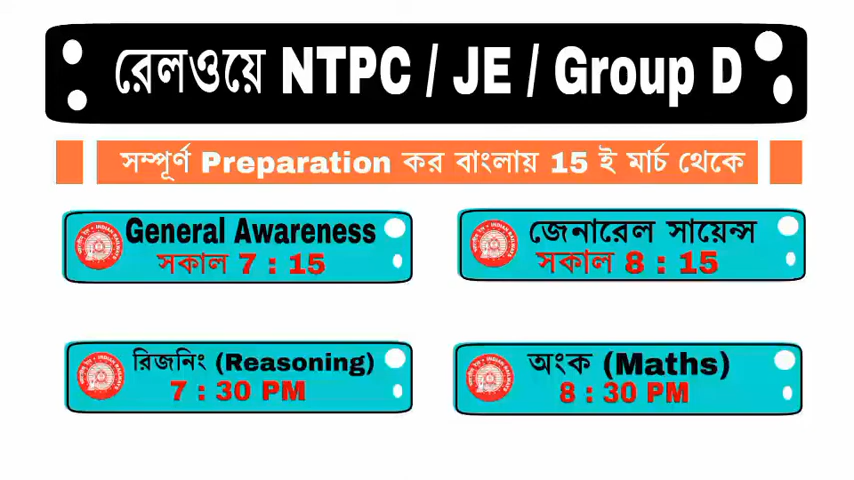 রেলওয়ে NTPC / JE / Group D
সম্পূর্ণ Preparation কর বাংলায় 15 ই মার্চ থেকে
General Awareness
সকাল 7 : 15
জেনারেল সায়েন্স
সকাল 8 : 15
রিজনিং (Reasoning)
7 : 30 PM
অংক (Maths)
8 : 30 PM